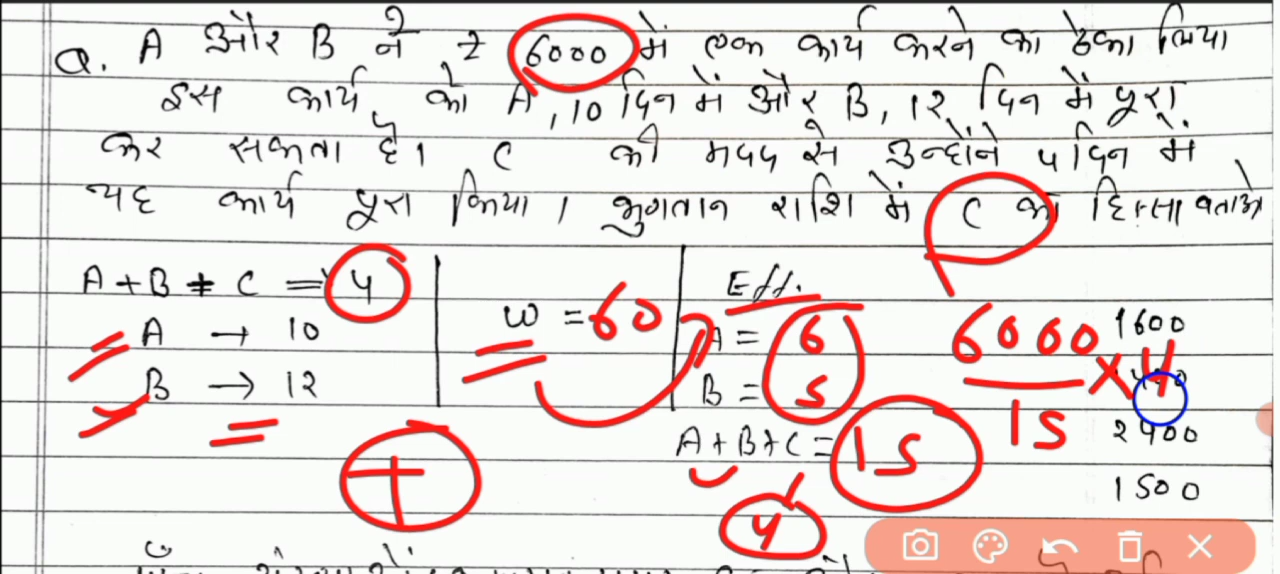 Q. A और B ने ₹ 6000 में एक कार्य करने का ठेका लिया
इस कार्य को A, 10 दिन में और B, 12 दिन में पूरा
कर सकता है। C की मदद से उन्होंने 4 दिन में
यह कार्य पूरा किया। भुगतान राशि में C का हिस्सा बताओ
A + B + C = 4
A → 10
B → 12
W = 60
Eff.
A = 6
B = 5
A + B + C = 15
4
6000
15
× 4
1600
2400
1500